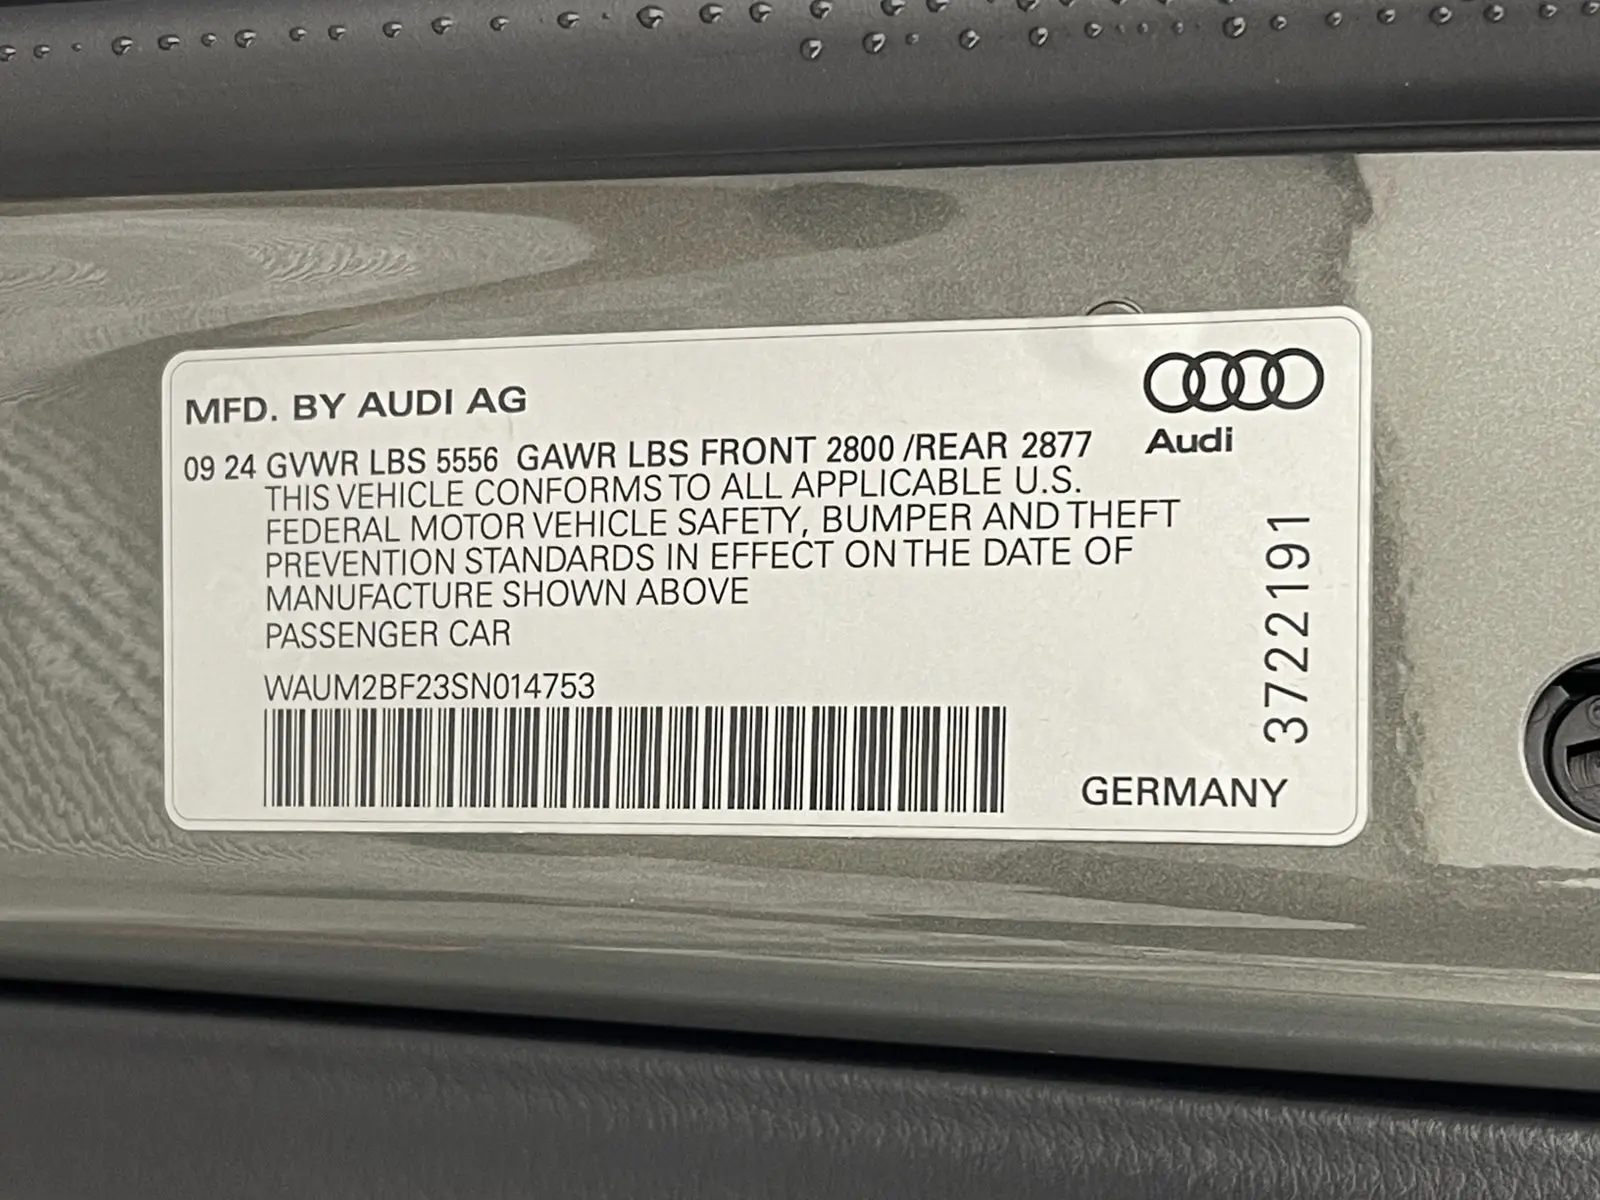 MFD. BY AUDI AG
Audi
09 24 GVWR LBS 5556 GAWR LBS FRONT 2800 /REAR 2877
THIS VEHICLE CONFORMS TO ALL APPLICABLE U.S.
FEDERAL MOTOR VEHICLE SAFETY, BUMPER AND THEFT
PREVENTION STANDARDS IN EFFECT ON THE DATE OF
MANUFACTURE SHOWN ABOVE
PASSENGER CAR
WAUM2BF23SN014753
3722191
GERMANY